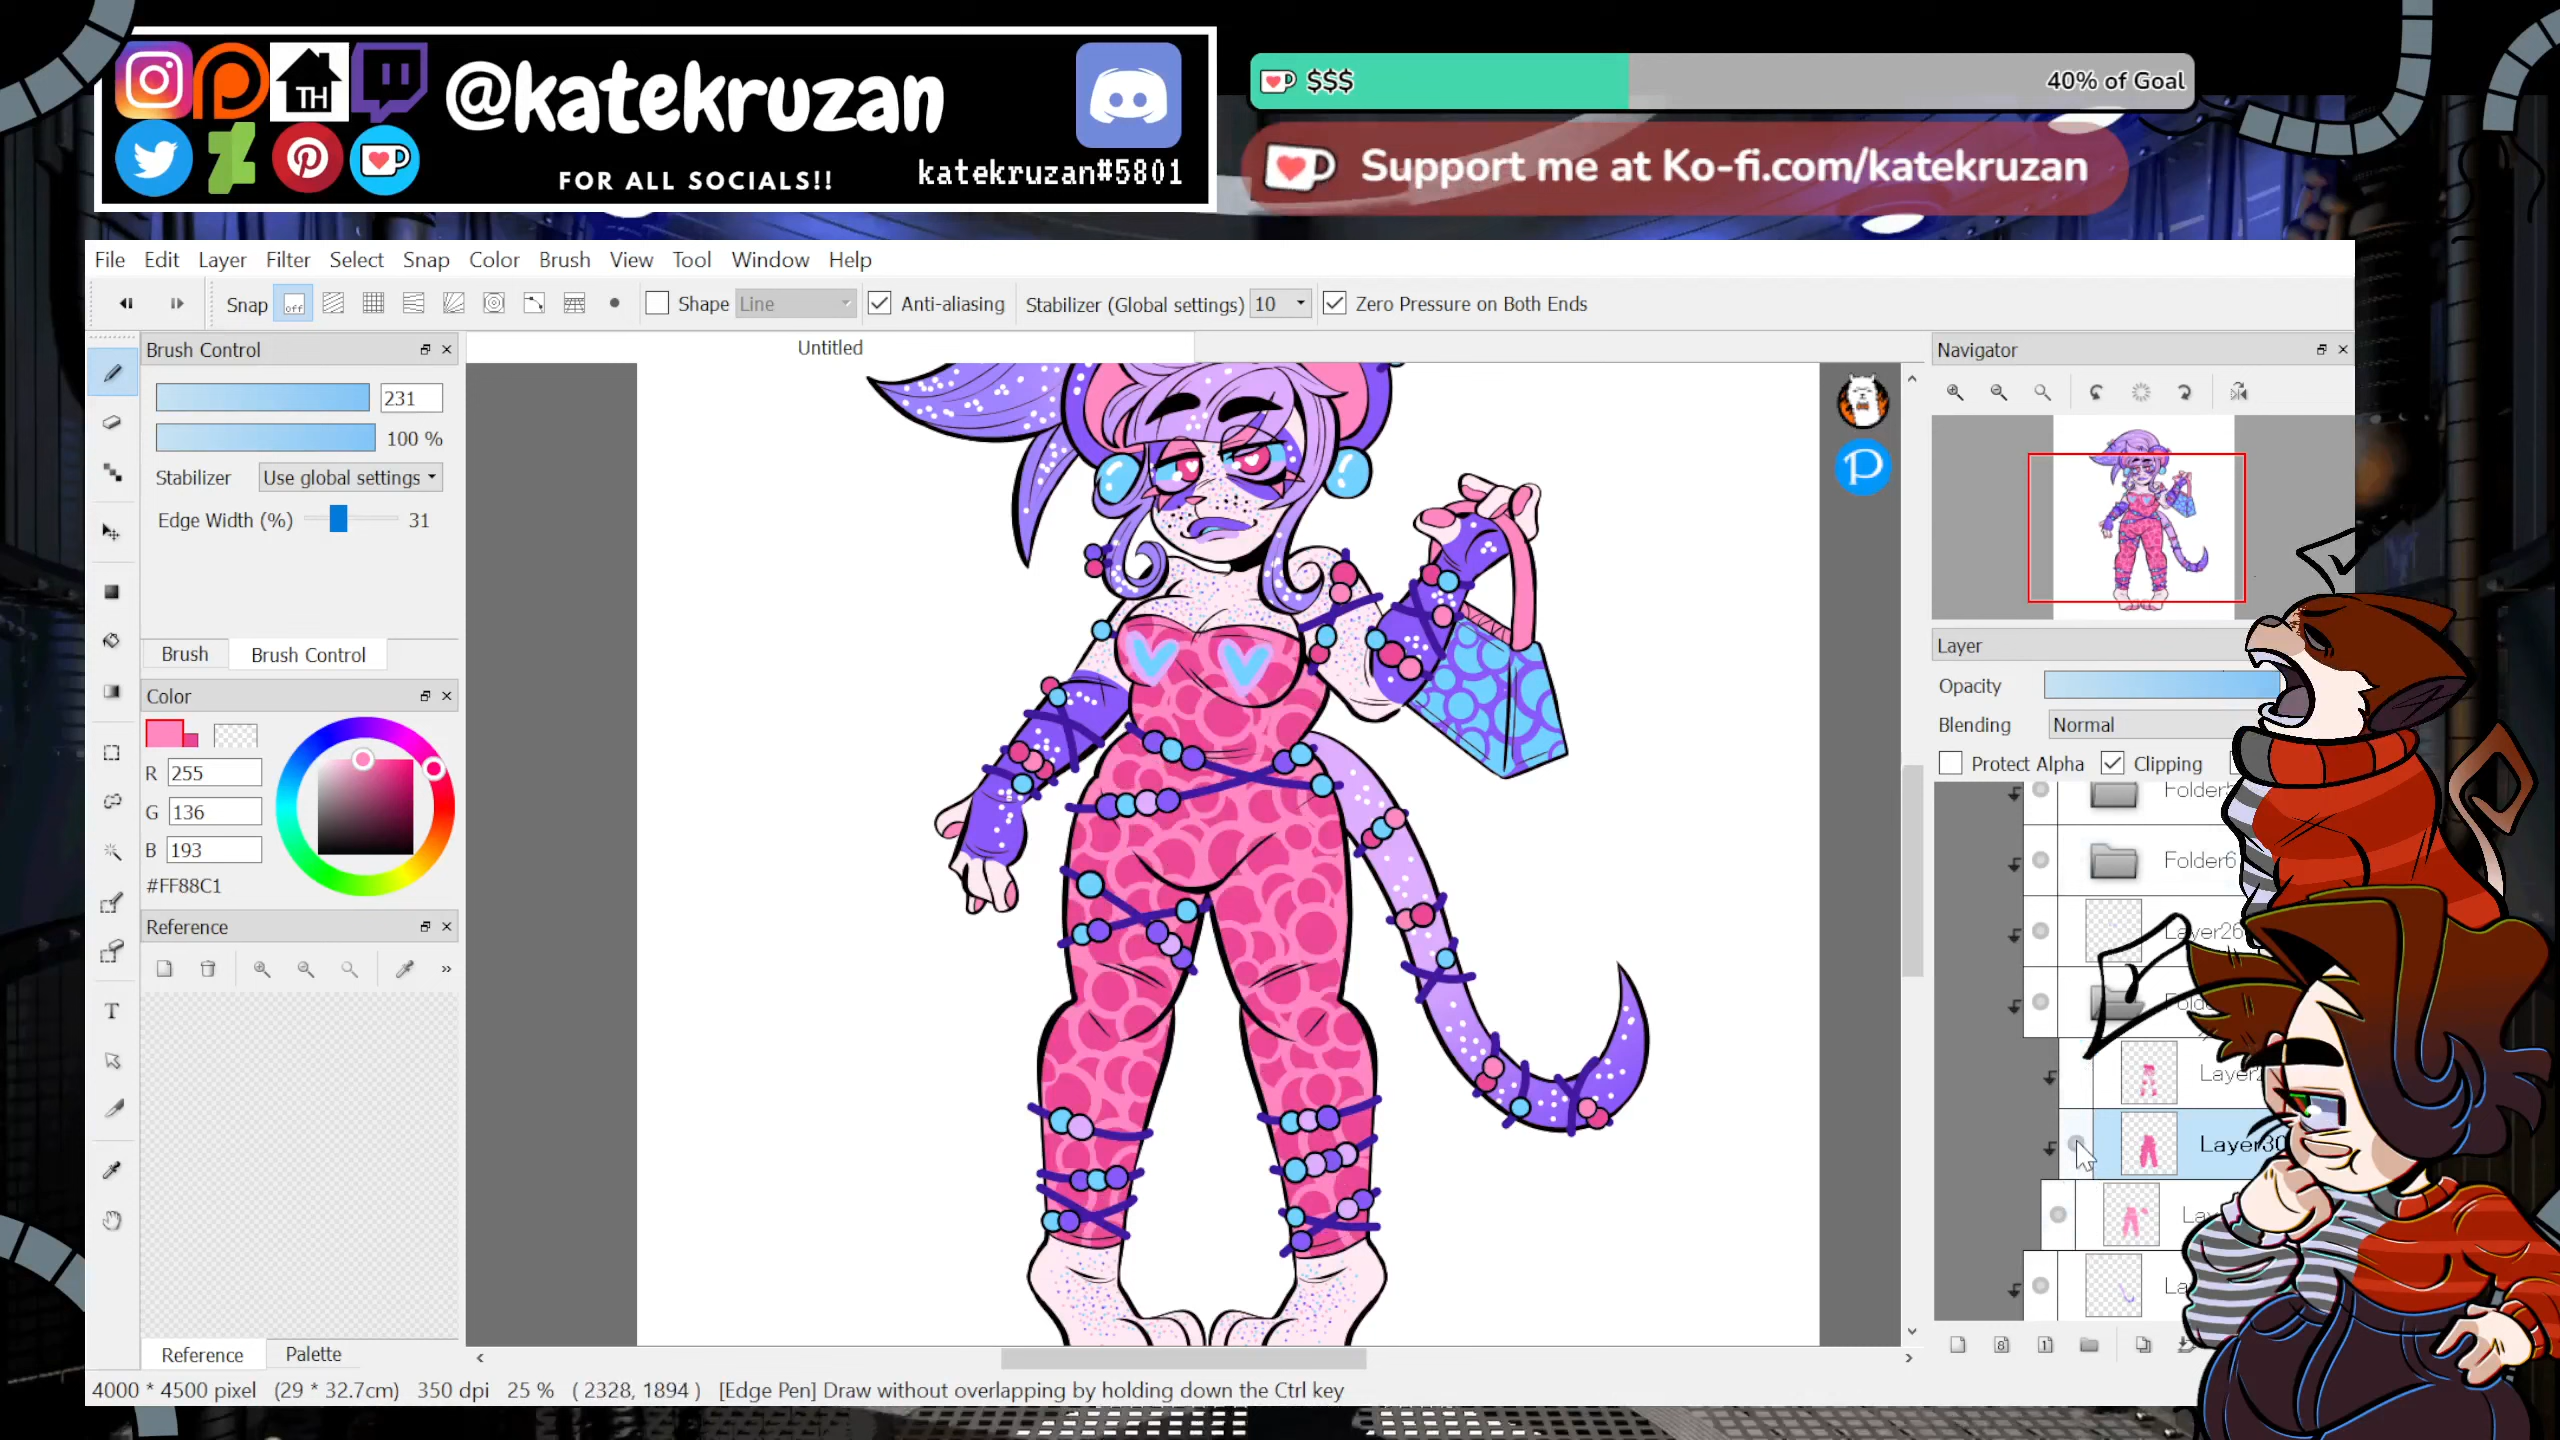 @katekruzan
FOR ALL SOCIALS!!
katekruzan#5801
TH
$$$
40% of Goal
Support me at Ko-fi.com/katekruzan
File Edit Layer Filter Select Snap Color Brush View Tool Window Help
Snap off Shape Line Anti-aliasing Stabilizer (Global settings) 10 Zero Pressure on Both Ends
Brush Control
Untitled
Navigator
231
100 %
Stabilizer Use global settings
Edge Width (%) 31
Brush Brush Control
Color
R 255
G 136
B 193
#FF88C1
Reference
T
Reference Palette
P
Layer
Opacity
Blending Normal
Protect Alpha Clipping
Folder
Folder6
Layer26
Layer30
4000 * 4500 pixel (29 * 32.7cm) 350 dpi 25 % ( 2328, 1894 ) [Edge Pen] Draw without overlapping by holding down the Ctrl key